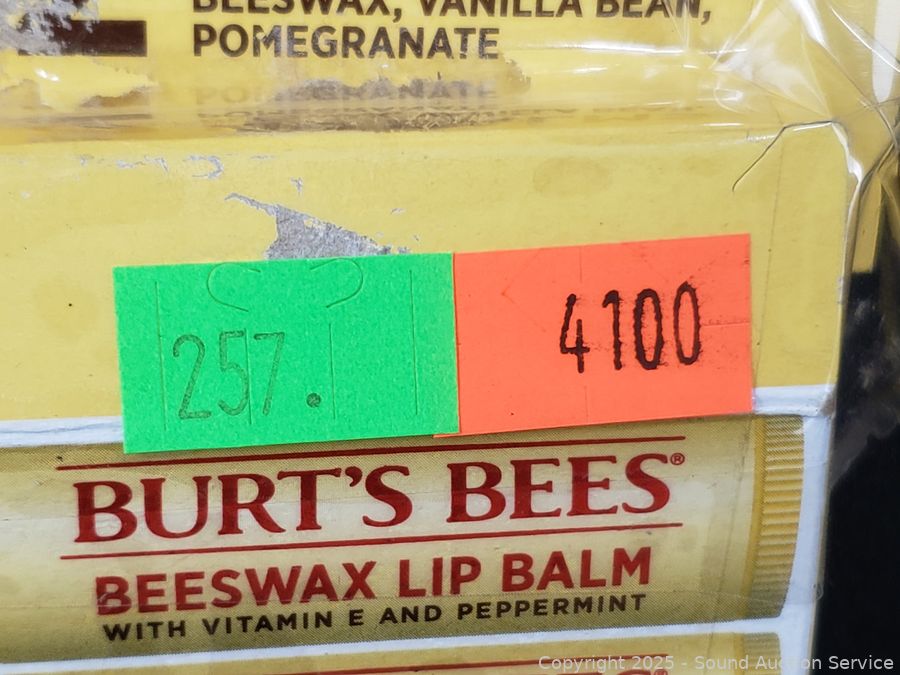 BEESWAX, VANILLA BEAN,
POMEGRANATE
POMEGRANATE
257.
4100
BURT'S BEES®
BEESWAX LIP BALM
WITH VITAMIN E AND PEPPERMINT
Copyright 2025 - Sound Auction Service